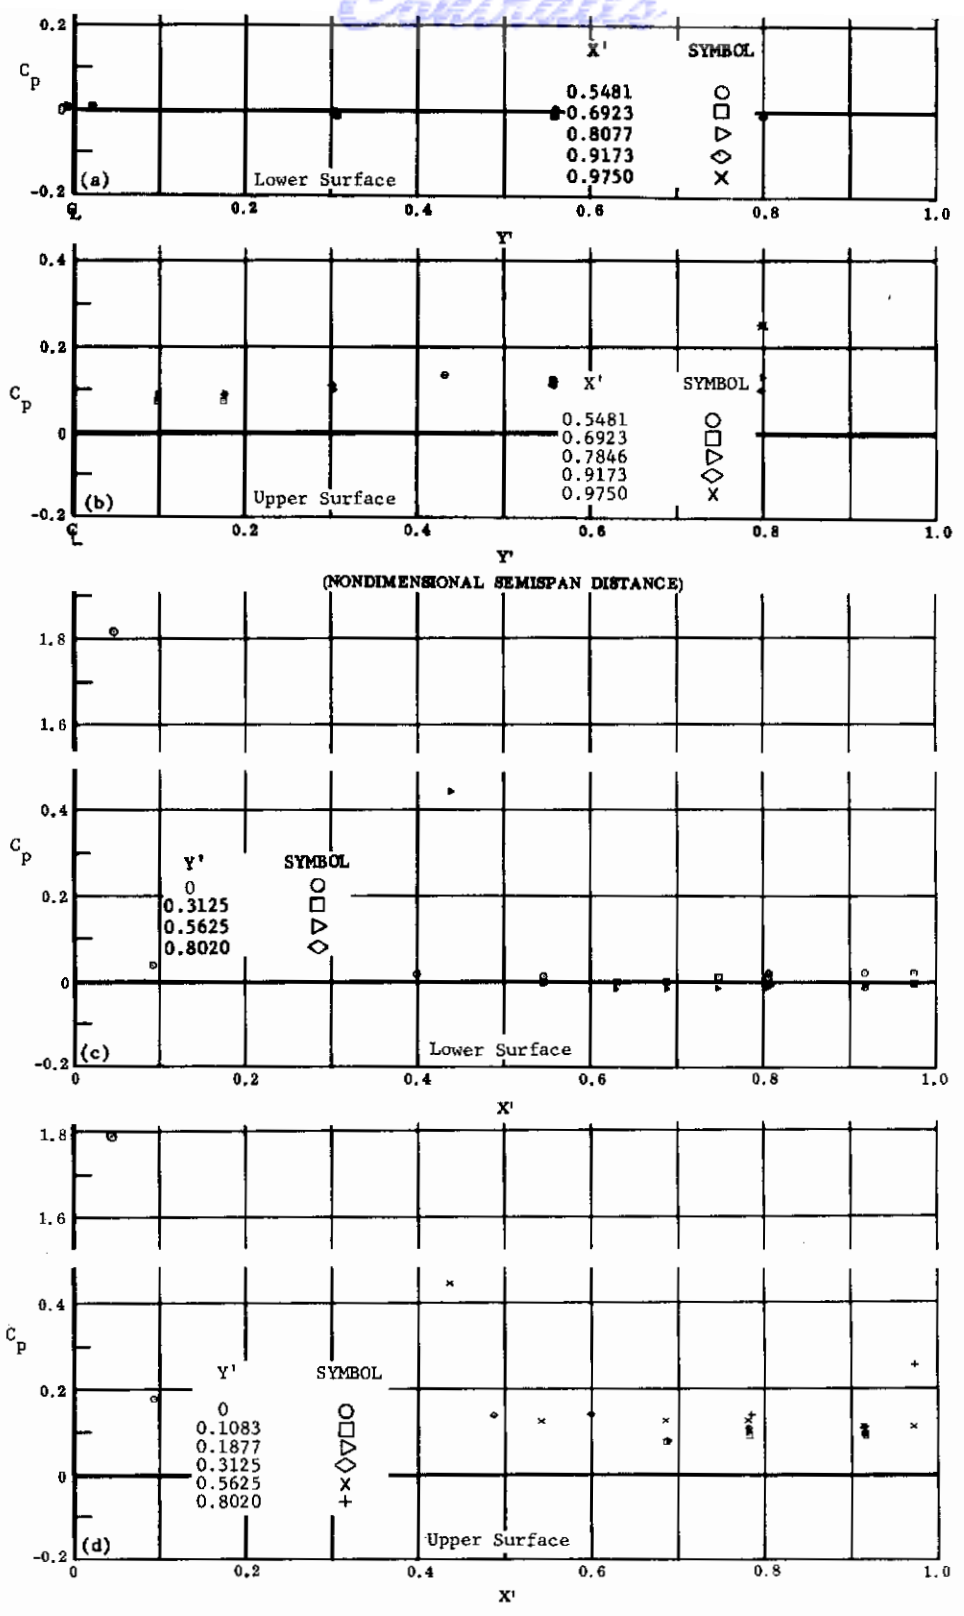 Contrails
0.2
X' SYMBOL
C
p
0.5481
0 0.6923
0.8077
0.9173
(a) Lower Surface 0.9750
-0.2
0.2 0.4 0.6 0.8 1.0
Y'
0.4
0.2
X' SYMBOL
C
p
0.5481
0 0.6923
0.7846
0.9173
(b) Upper Surface 0.9750
-0.2
0.2 0.4 0.6 0.8 1.0
Y'
(NONDIMENSIONAL SEMISPAN DISTANCE)
1.8
1.6
0.4
C
p
Y' SYMBOL
0
0.2 0.3125
0.5625
0.8020
0
(c) Lower Surface
-0.2
0 0.2 0.4 0.6 0.8 1.0
X'
1.8
1.6
0.4
C
p
Y' SYMBOL
0.2
0
0.1083
0.1877
0.3125
0 0.5625
0.8020
(d) Upper Surface
-0.2
0 0.2 0.4 0.6 0.8 1.0
X'